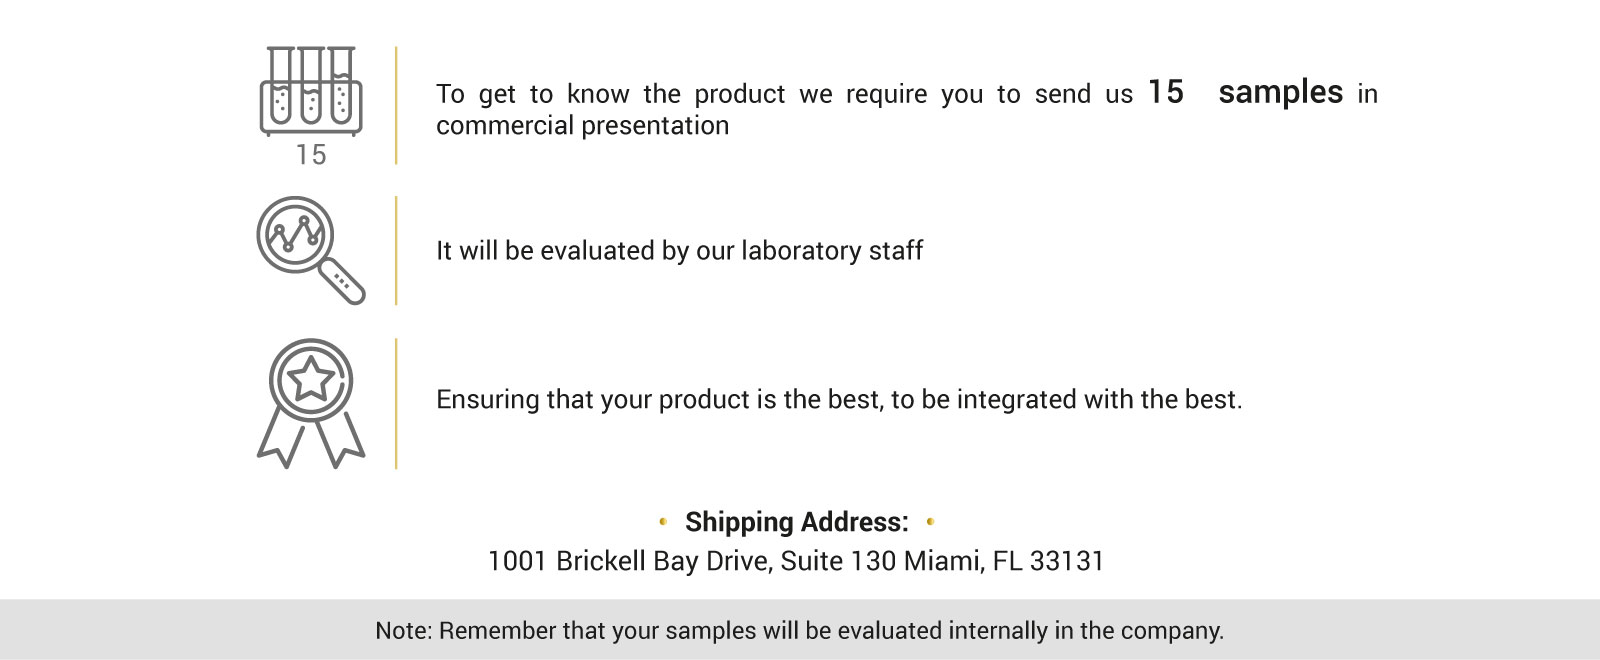 15
To get to know the product we require you to send us 15 samples in
commercial presentation
It will be evaluated by our laboratory staff
Ensuring that your product is the best, to be integrated with the best.
• Shipping Address: •
1001 Brickell Bay Drive, Suite 130 Miami, FL 33131
Note: Remember that your samples will be evaluated internally in the company.